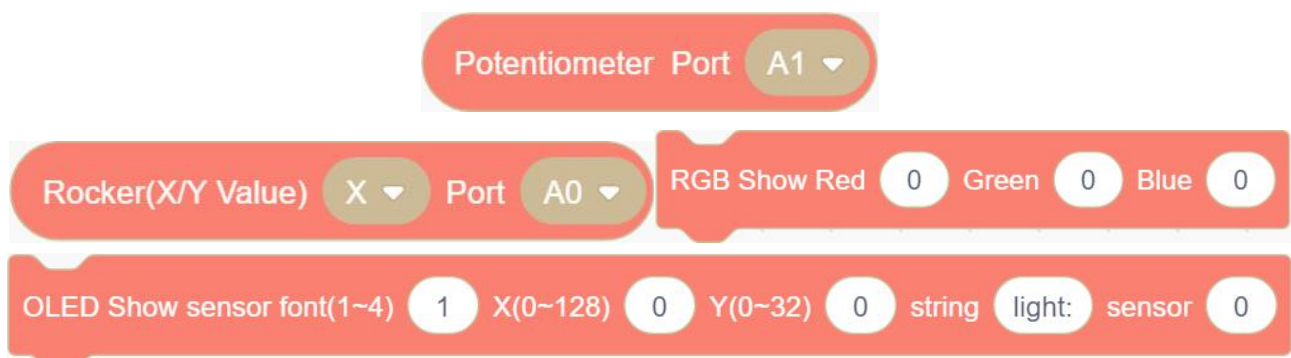 Potentiometer Port A1
Rocker(X/Y Value) X Port A0
RGB Show Red 0 Green 0 Blue 0
OLED Show sensor font(1~4) 1 X(0~128) 0 Y(0~32) 0 string light: sensor 0